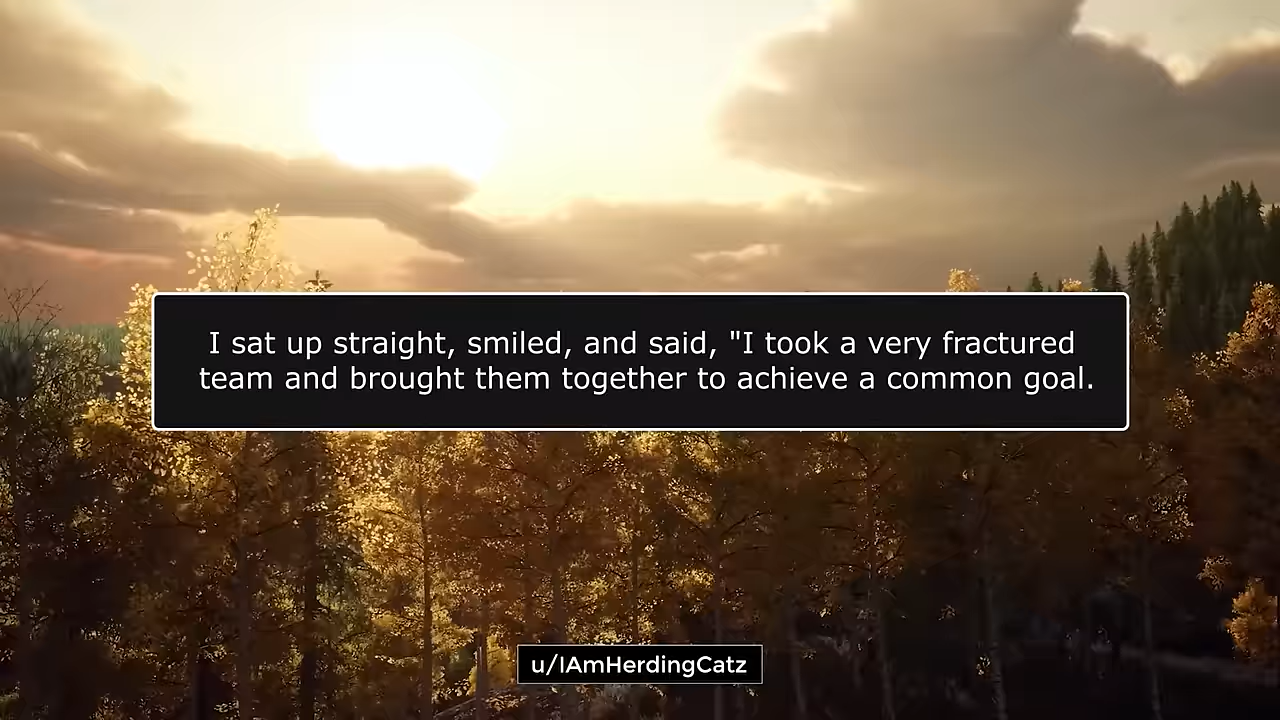 I sat up straight, smiled, and said, "I took a very fractured
team and brought them together to achieve a common goal.
u/IAmHerdingCatz